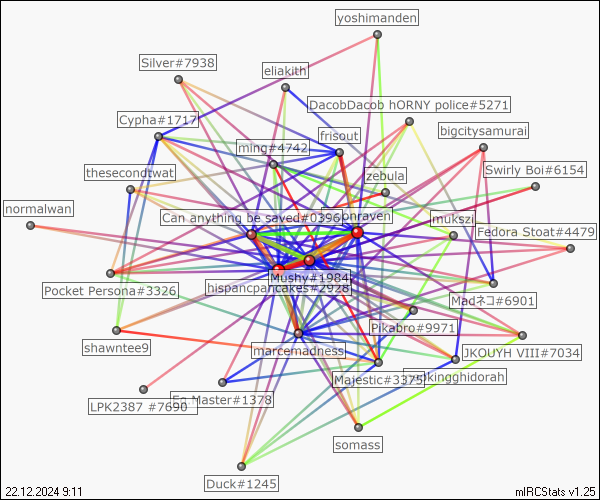 yoshimanden
Silver#7938
eliakith
DacobDacob hORNY police#5271
Cypha#1717
frisout
bigcitysamurai
ming#4742
Swirly Boi#6154
thesecondtwat
zebula
normalwan
Can anything be saved#0396
onraven
mukszi
Fedora Stoat#4479
Mushy#1984
Pocket Persona#3326
hispancpancakes#2928
Madネコ#6901
Pikabro#9971
shawntee9
marcemadness
JKOUYH VIII#7034
Majestic#3375
kingghidorah
LPK2387 #7690
Master#1378
somass
Duck#1245
22.12.2024 9:11
mIRCStats v1.25